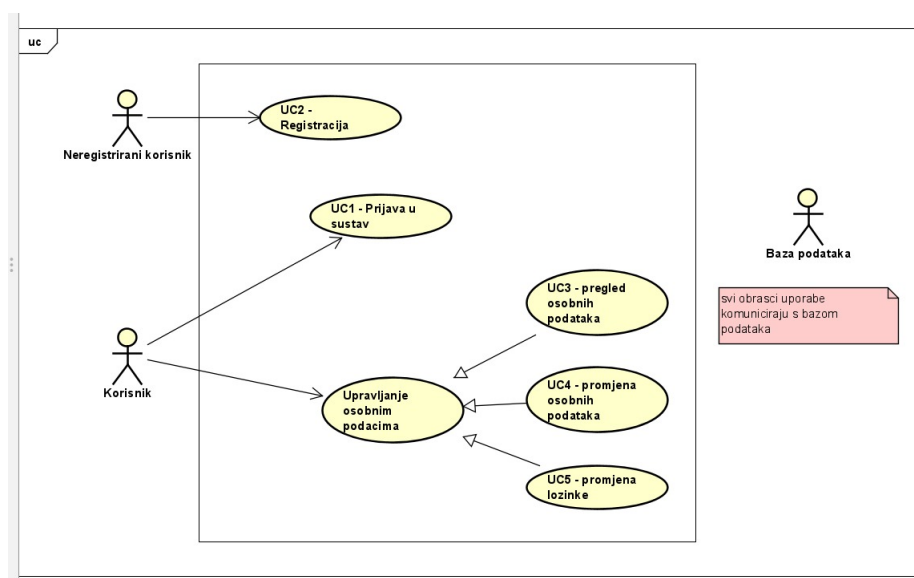 uc
UC2 -
Registracija
Neregistrirani korisnik
UC1 - Prijava u
sustav
Baza podataka
svi obrasci uporabe
komuniciraju s bazom
podataka
UC3 - pregled
osobnih
podataka
Korisnik
Upravljanje
osobnim
podacima
UC4 - promjena
osobnih
podataka
UC5 - promjena
lozinke